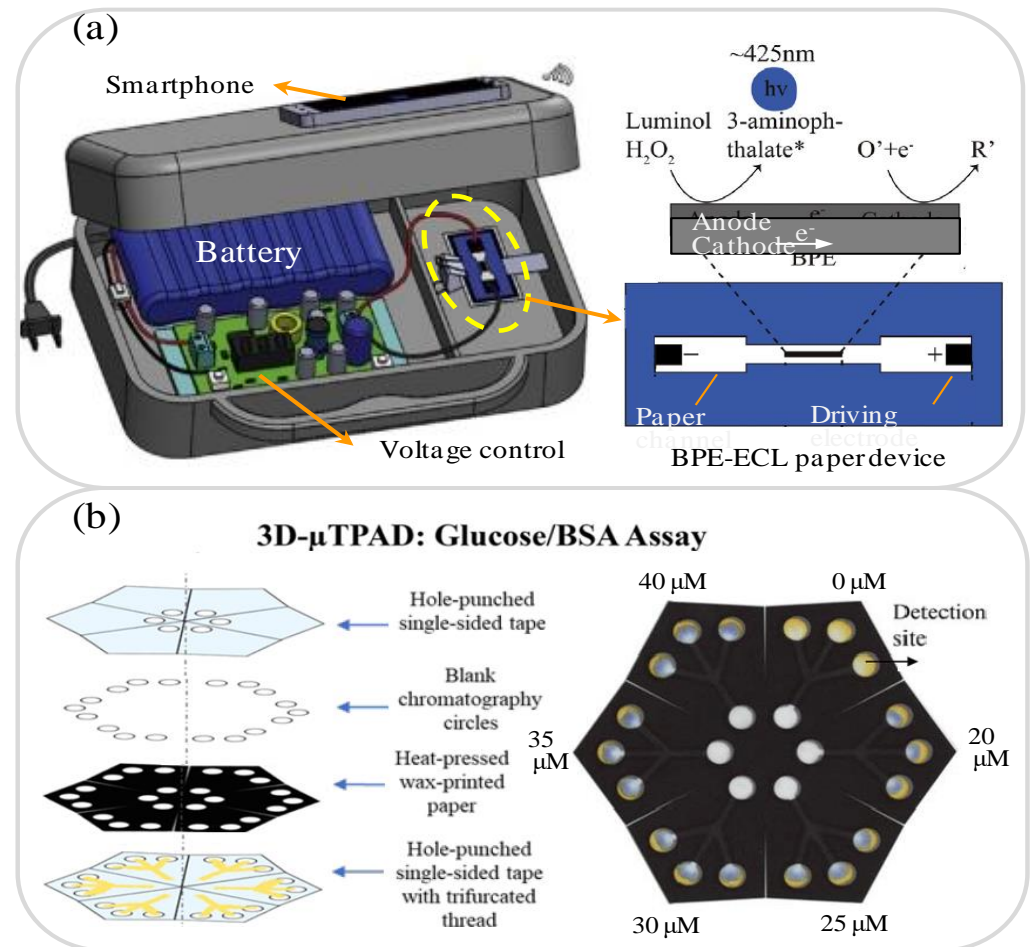 (a)
Smartphone
Battery
Voltage control
~425nm
hv
Luminol
H₂O₂
3-aminoph-
thalate*
O'+e⁻
R'
Anode
e⁻
Cathode
BPE
−
+
Paper
channel
Driving
electrode
BPE-ECL paper device
(b)
3D-μTPAD: Glucose/BSA Assay
Hole-punched
single-sided tape
Blank
chromatography
circles
Heat-pressed
wax-printed
paper
Hole-punched
single-sided tape
with trifurcated
thread
40 μM
0 μM
Detection
site
35
μM
20
μM
30 μM
25 μM